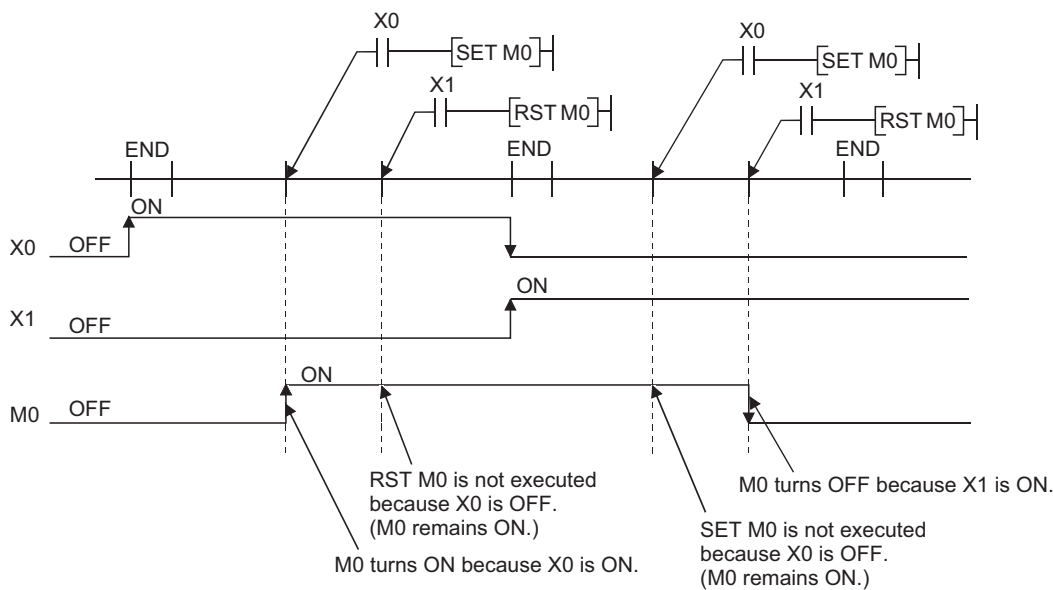 X0
[SET M0]
X1
[RST M0]
X0
[SET M0]
X1
[RST M0]
END
END
END
ON
X0 OFF
ON
X1 OFF
ON
M0 OFF
RST M0 is not executed
because X0 is OFF.
(M0 remains ON.)
M0 turns ON because X0 is ON.
M0 turns OFF because X1 is ON.
SET M0 is not executed
because X0 is OFF.
(M0 remains ON.)